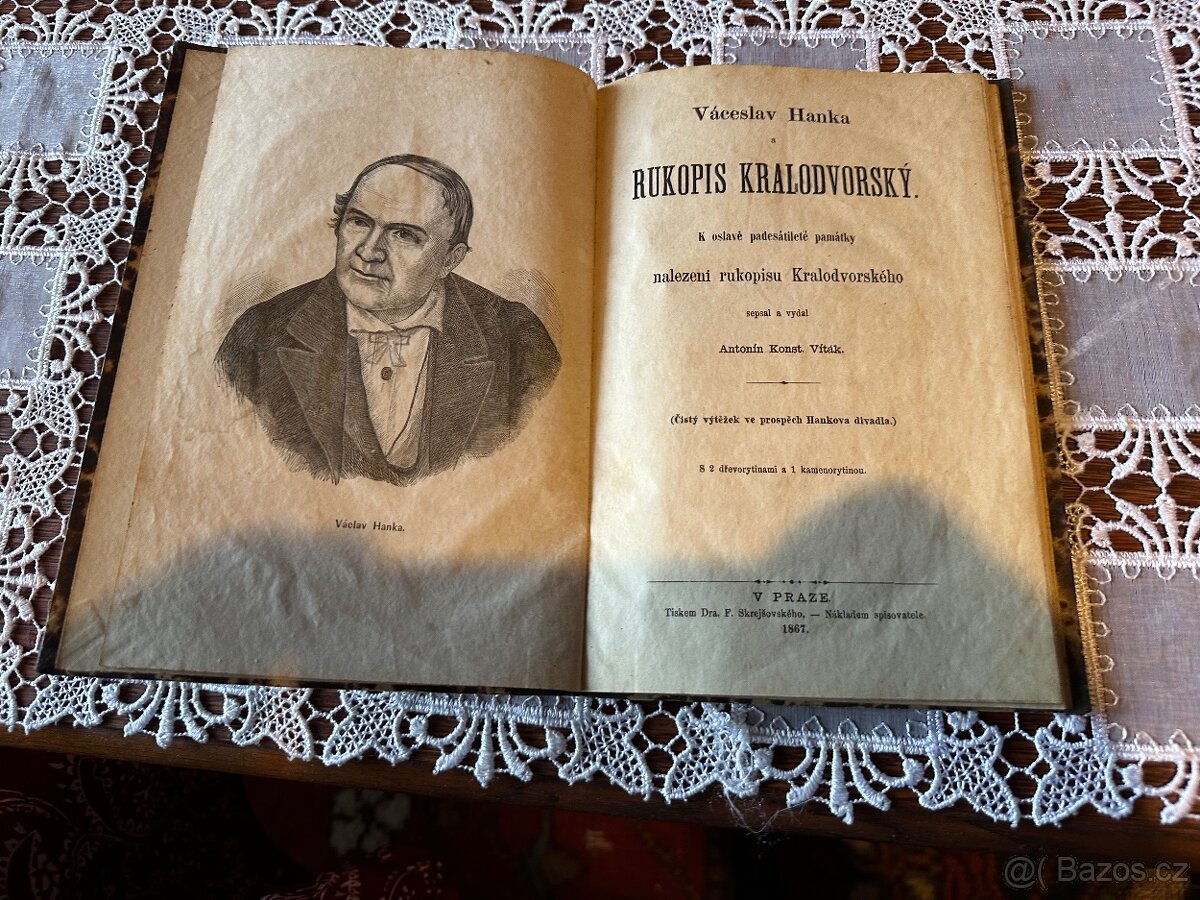 Václav Hanka.
Váceslav Hanka
a
RUKOPIS KRALODVORSKÝ.
K oslavě padesátileté památky
nalezení rukopisu Kralodvorského
sepsal a vydal
Antonín Konst. Víták.
(Čistý výtěžek ve prospěch Hankova divadla.)
S 2 dřevorytinami a 1 kamenorytinou.
V PRAZE.
Tiskem Dra. F. Skrejšovského, — Nákladem spisovatele.
1867.
@( Bazos.cz